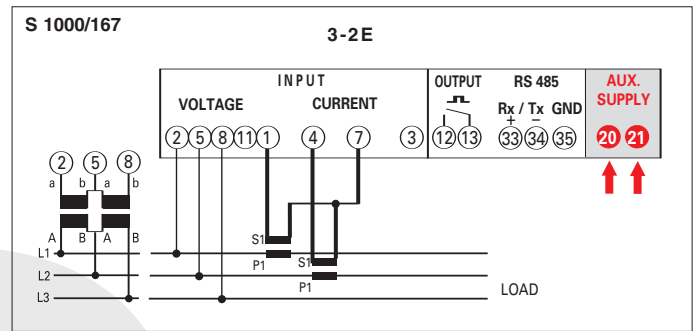 S 1000/167
3-2E
INPUT
OUTPUT
RS 485
AUX. SUPPLY
VOLTAGE
CURRENT
Rx / Tx GND
+ −
2 5 8 11 1 4 7 3 12 13 33 34 35 20 21
2 5 8
a b a b
A B A B
S1
P1
S1
P1
L1
L2
L3
LOAD